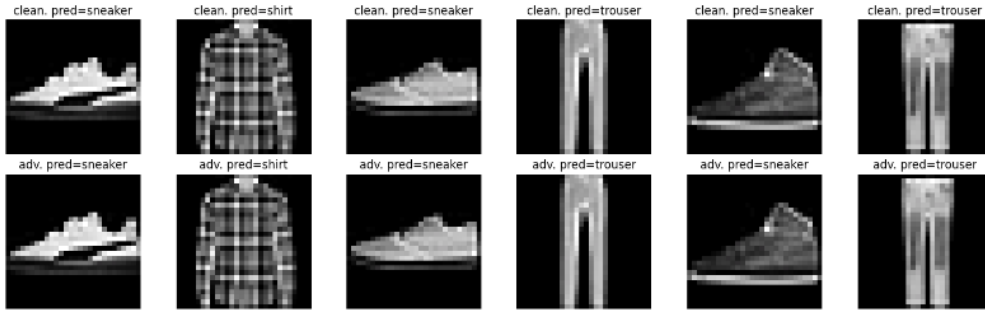 clean. pred=sneaker clean. pred=shirt clean. pred=sneaker clean. pred=trouser clean. pred=sneaker clean. pred=trouser
adv. pred=sneaker adv. pred=shirt adv. pred=sneaker adv. pred=trouser adv. pred=sneaker adv. pred=trouser